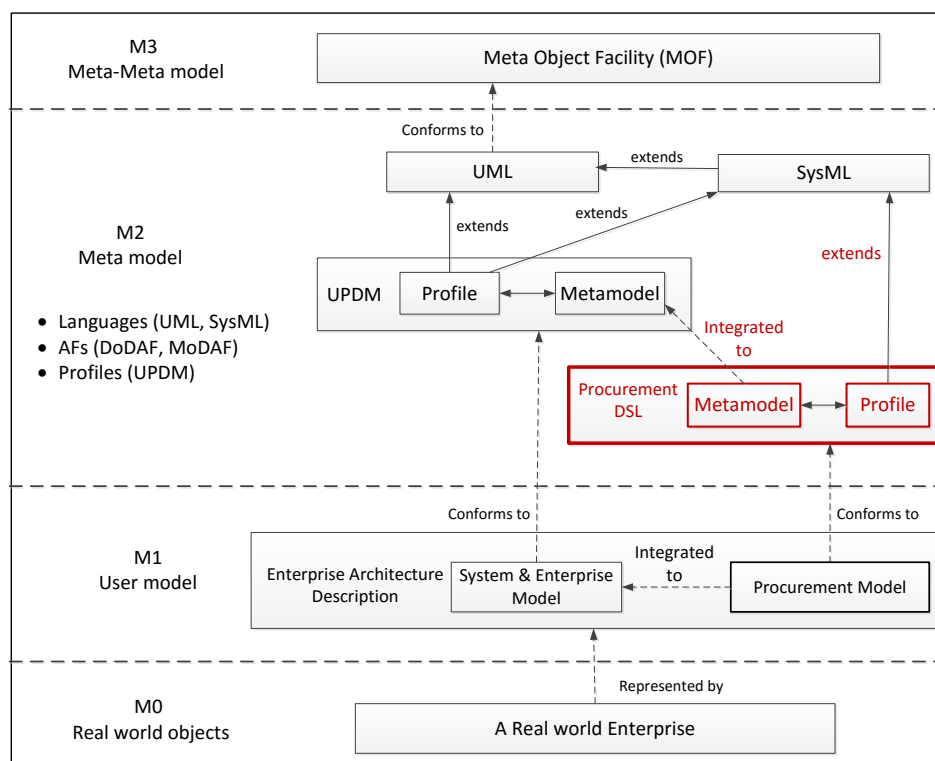 M3
Meta-Meta model
Meta Object Facility (MOF)
Conforms to
UML
extends
SysML
extends
extends
extends
M2
Meta model
• Languages (UML, SysML)
• AFs (DoDAF, MoDAF)
• Profiles (UPDM)
UPDM
Profile
Metamodel
Integrated
to
Procurement
DSL
Metamodel
Profile
Conforms to
Conforms to
M1
User model
Enterprise Architecture
Description
System & Enterprise
Model
Integrated
to
Procurement Model
Represented by
M0
Real world objects
A Real world Enterprise